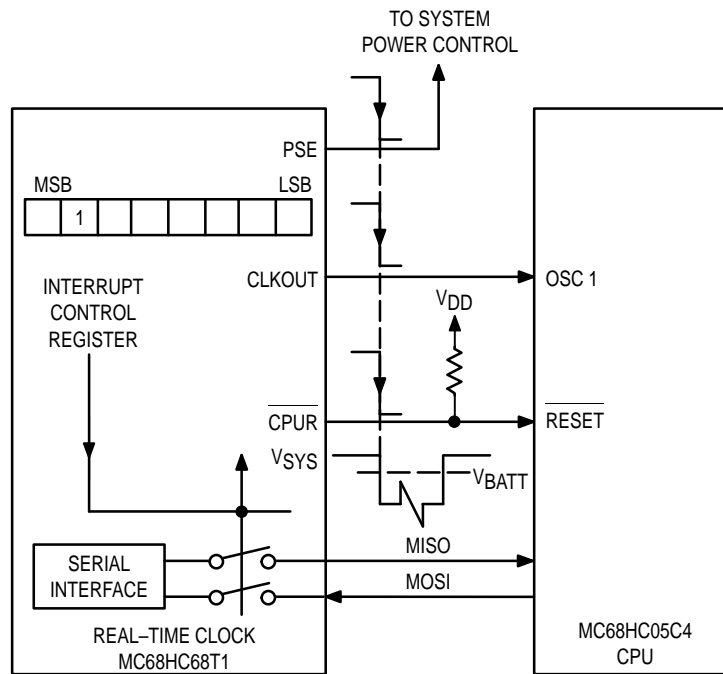 TO SYSTEM
POWER CONTROL
PSE
MSB
LSB
1
CLKOUT
OSC 1
INTERRUPT
CONTROL
REGISTER
VDD
CPUR
RESET
VSYS
VBATT
MISO
SERIAL
INTERFACE
MOSI
REAL–TIME CLOCK
MC68HC68T1
MC68HC05C4
CPU